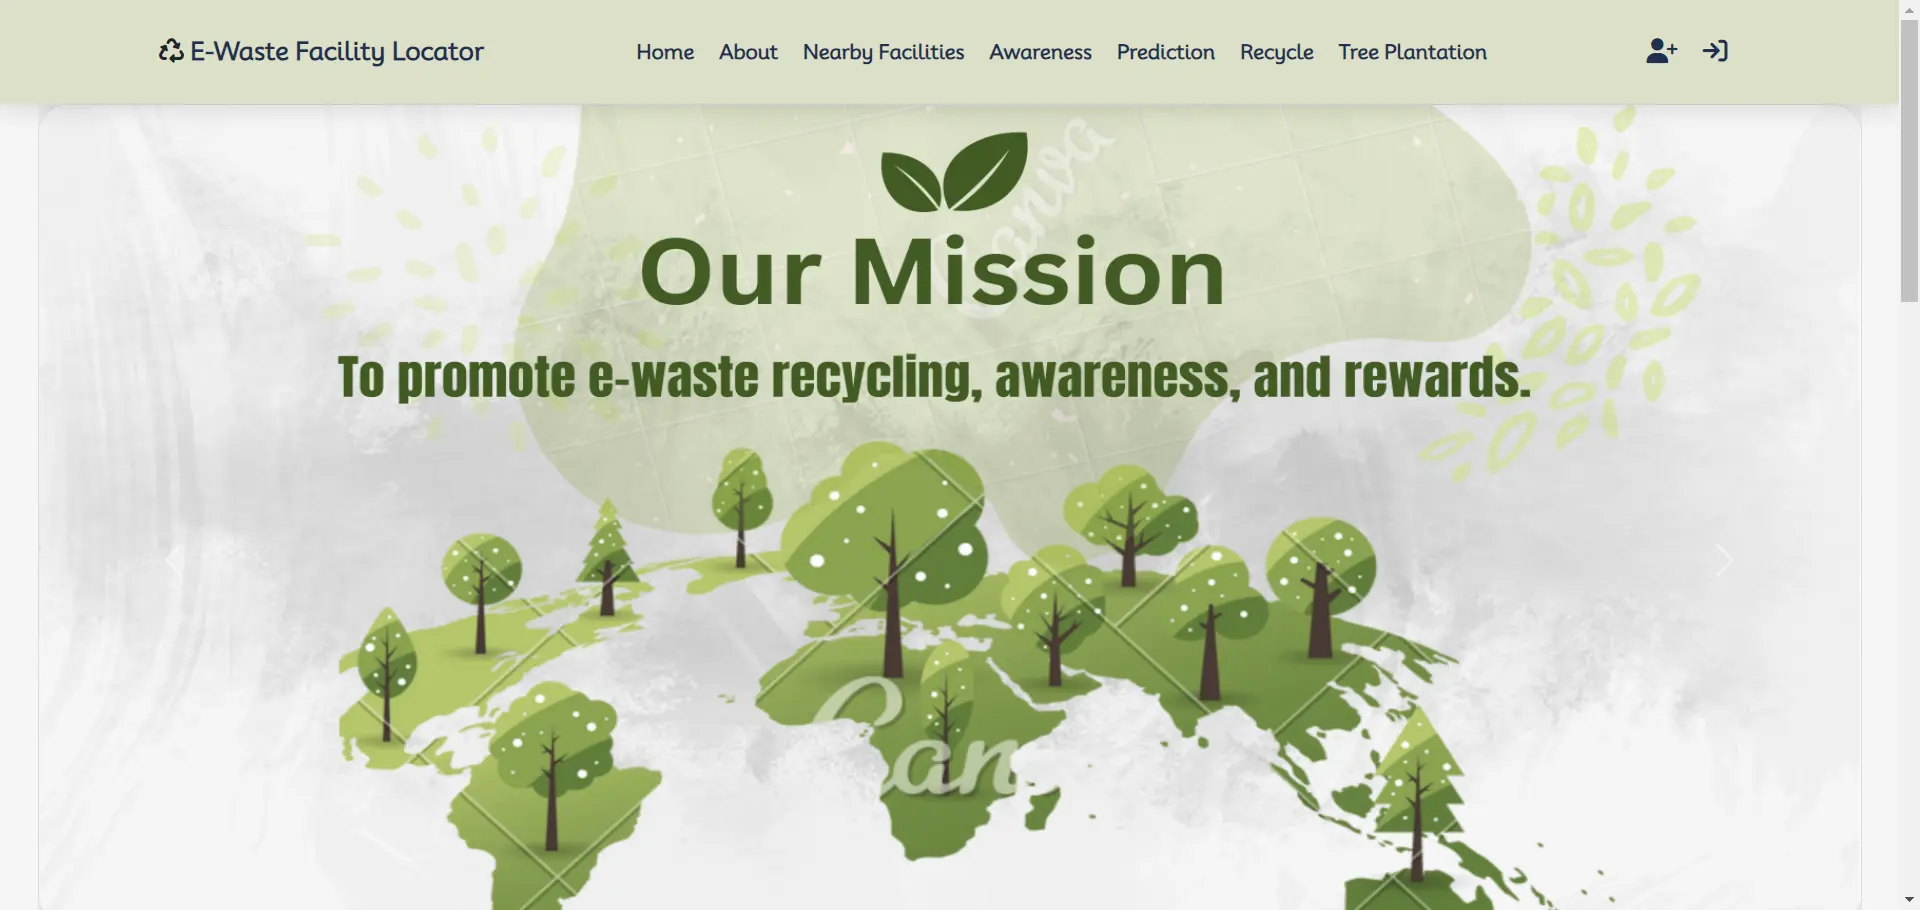 E-Waste Facility Locator
Home About Nearby Facilities Awareness Prediction Recycle Tree Plantation
Canva
Our Mission
To promote e-waste recycling, awareness, and rewards.
Can